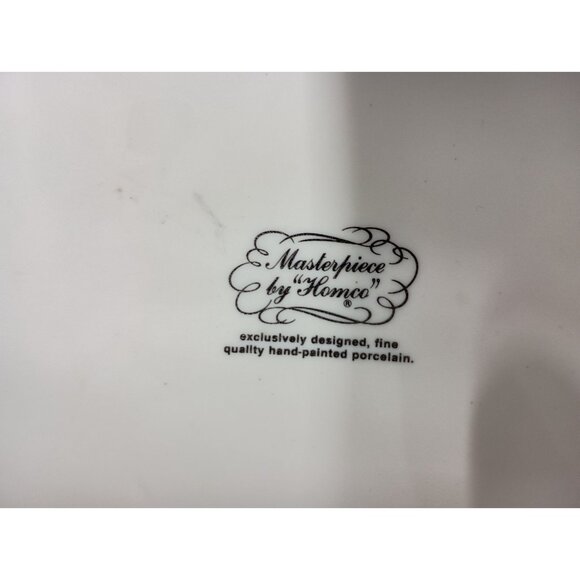 Masterpiece
by "Homco"®
exclusively designed, fine
quality hand-painted porcelain.